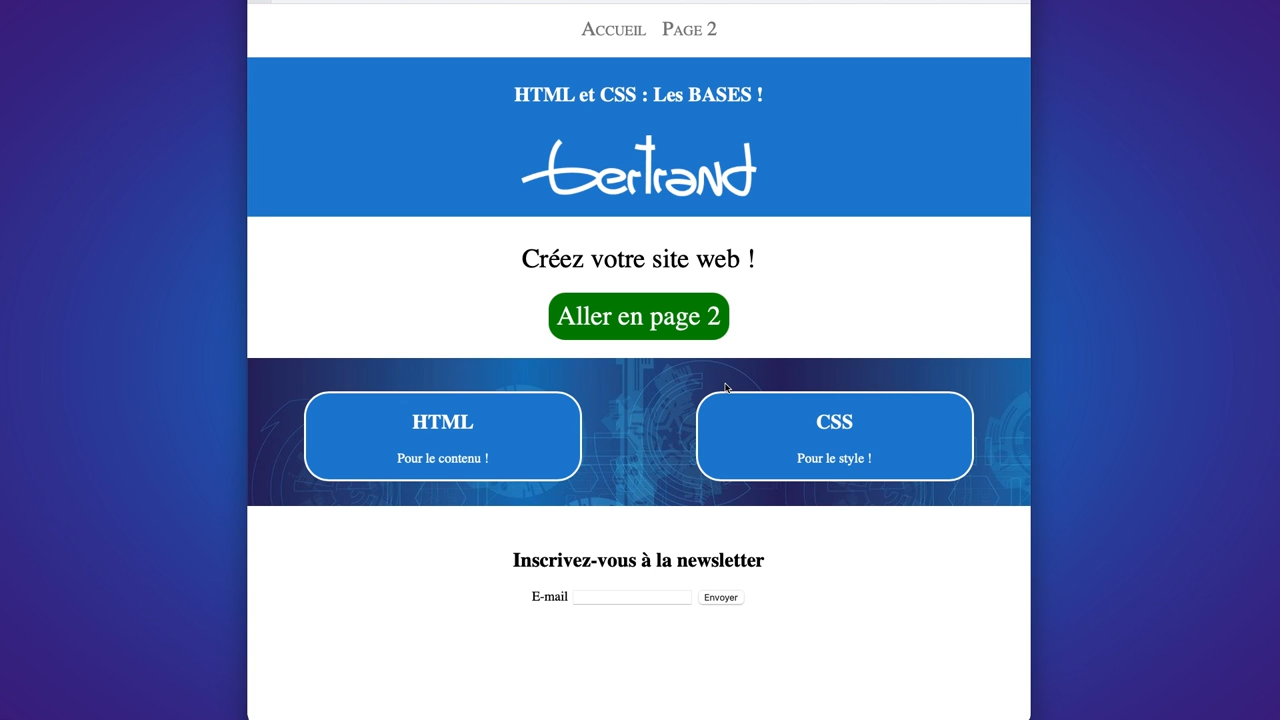 Accueil Page 2
HTML et CSS : Les BASES !
bertrand
Créez votre site web !
Aller en page 2
HTML
Pour le contenu !
CSS
Pour le style !
Inscrivez-vous à la newsletter
E-mail Envoyer